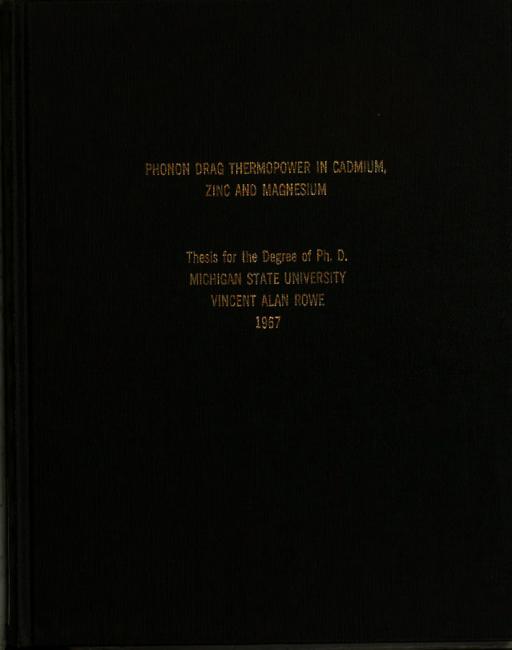 PHONON DRAG THERMOPOWER IN CADMIUM,
ZINC AND MAGNESIUM
Thesis for the Degree of Ph. D.
MICHIGAN STATE UNIVERSITY
VINCENT ALAN ROWE
1967